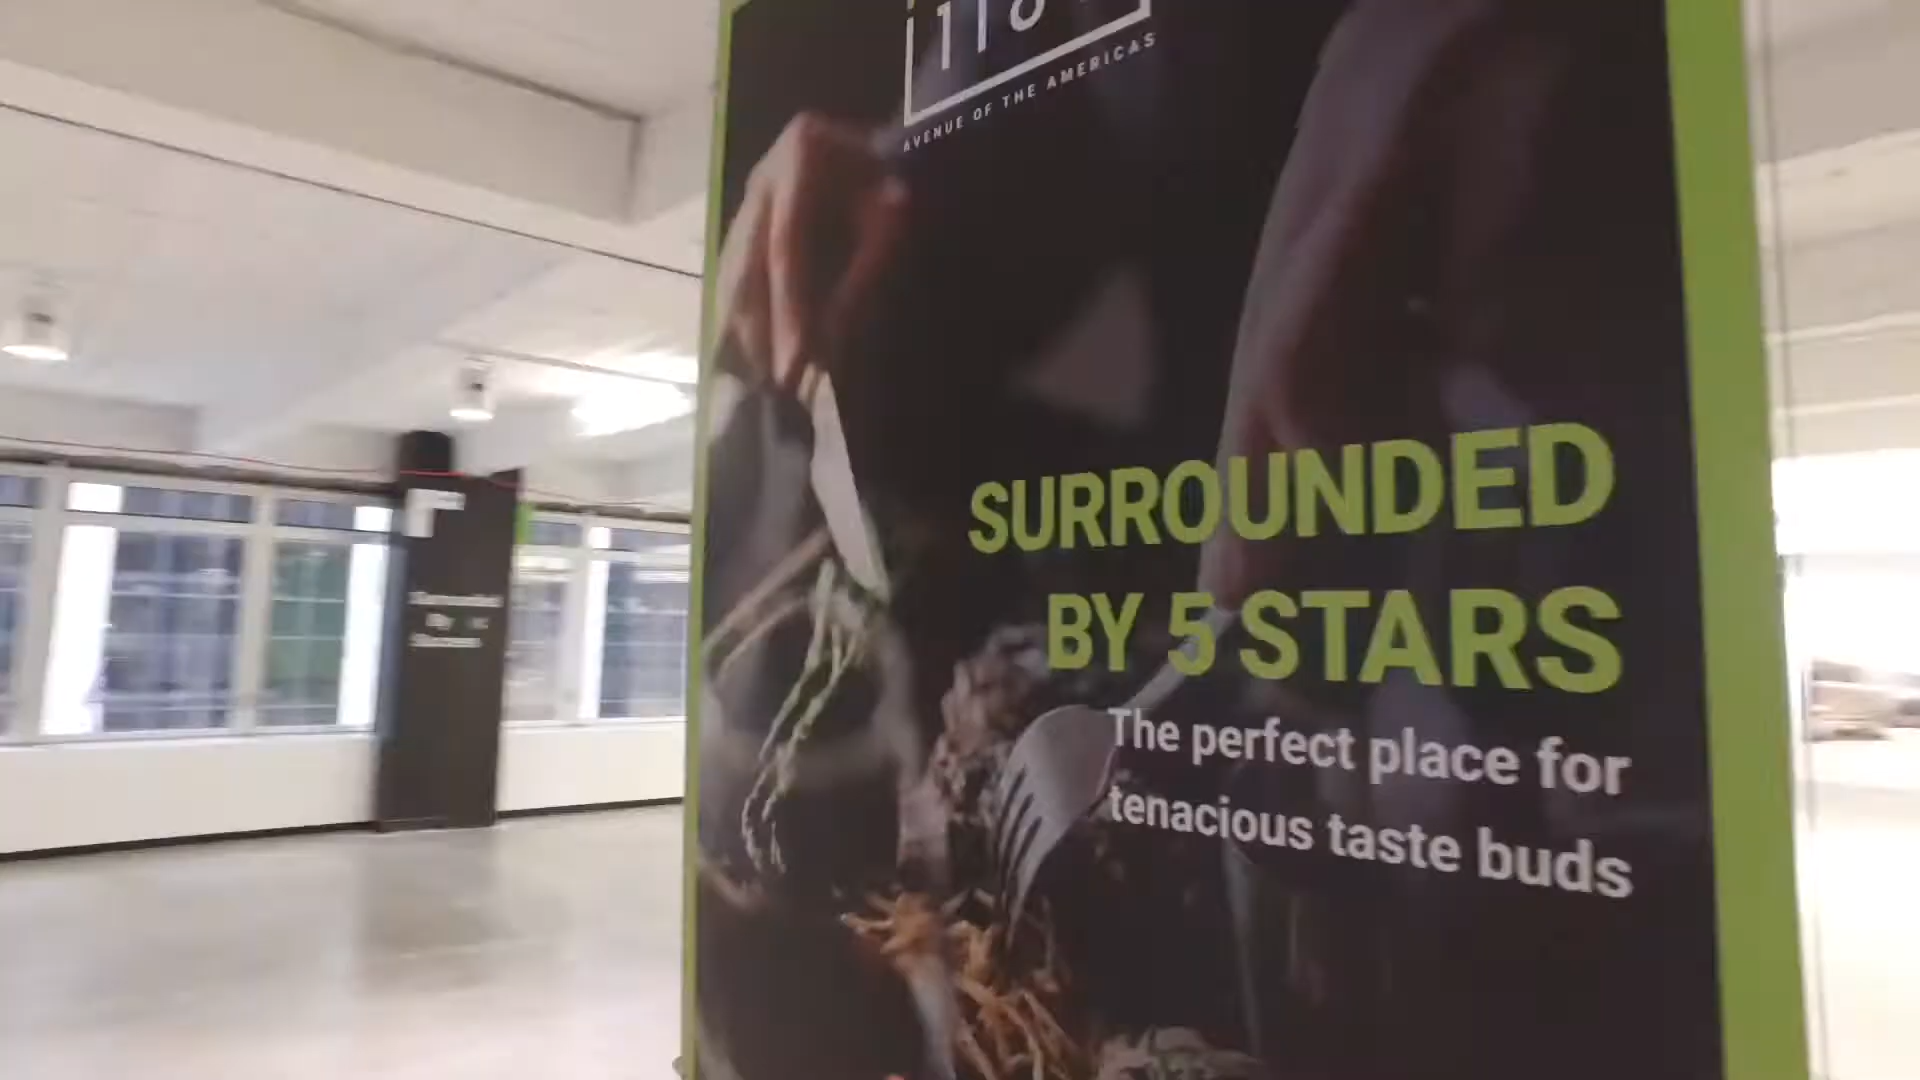 AVENUE OF THE AMERICAS
SURROUNDED
BY 5 STARS
The perfect place for
tenacious taste buds